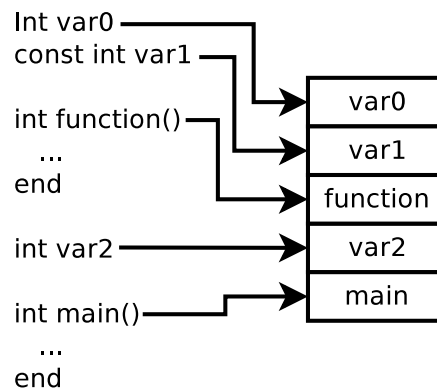 Int var0
const int var1
int function()
...
end
int var2
int main()
...
end
var0
var1
function
var2
main